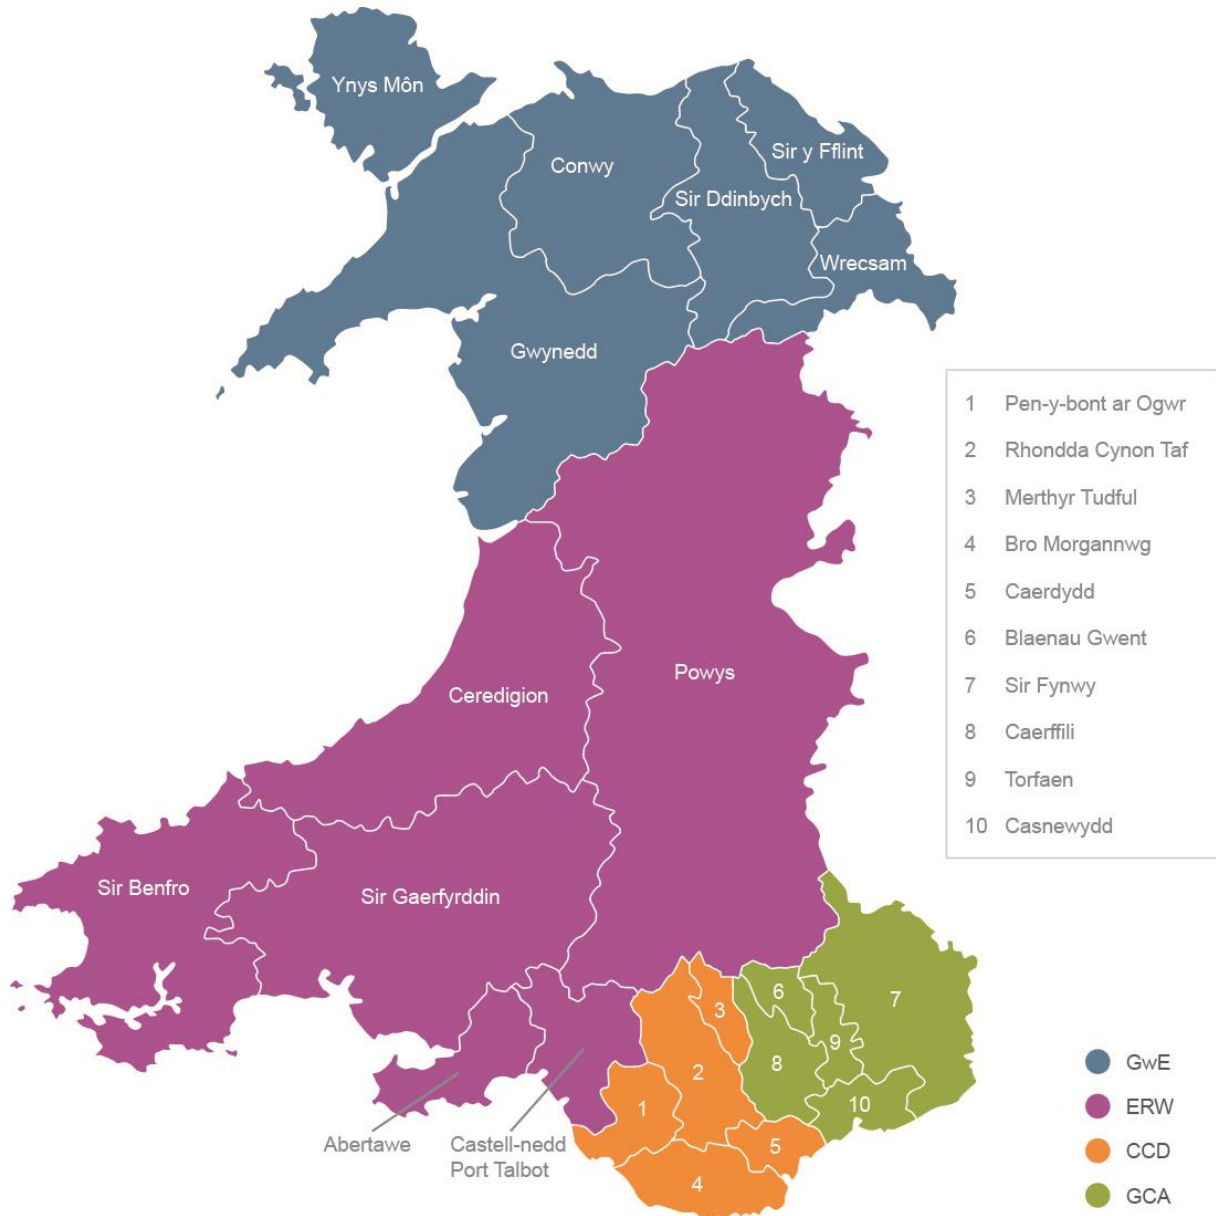 Ynys Môn
Conwy
Sir y Fflint
Sir Ddinbych
Wrecsam
Gwynedd
Powys
Ceredigion
Sir Benfro
Sir Gaerfyrddin
Abertawe
Castell-nedd
Port Talbot
1
2
3
4
5
6
7
8
9
10
1 Pen-y-bont ar Ogwr
2 Rhondda Cynon Taf
3 Merthyr Tudful
4 Bro Morgannwg
5 Caerdydd
6 Blaenau Gwent
7 Sir Fynwy
8 Caerffili
9 Torfaen
10 Casnewydd
GwE
ERW
CCD
GCA